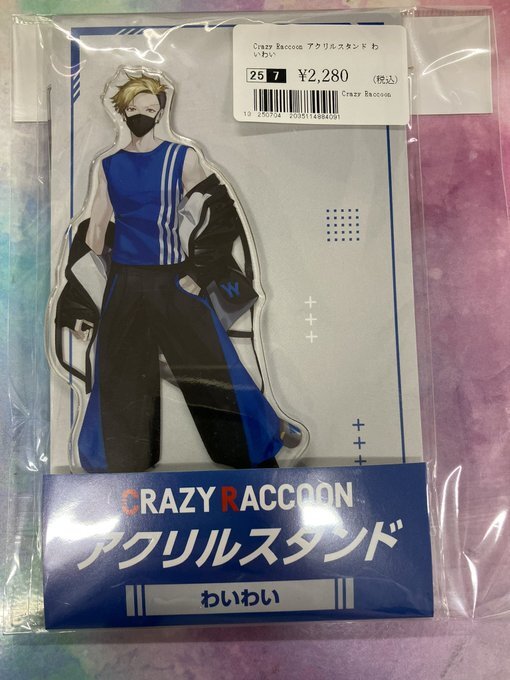 Crazy Raccoon アクリルスタンド わ
いわい
25 7 ¥2,280 (税込)
Crazy Raccoon
10 250704 2035114884091
W
CRAZY RACCOON
アクリルスタンド
わいわい